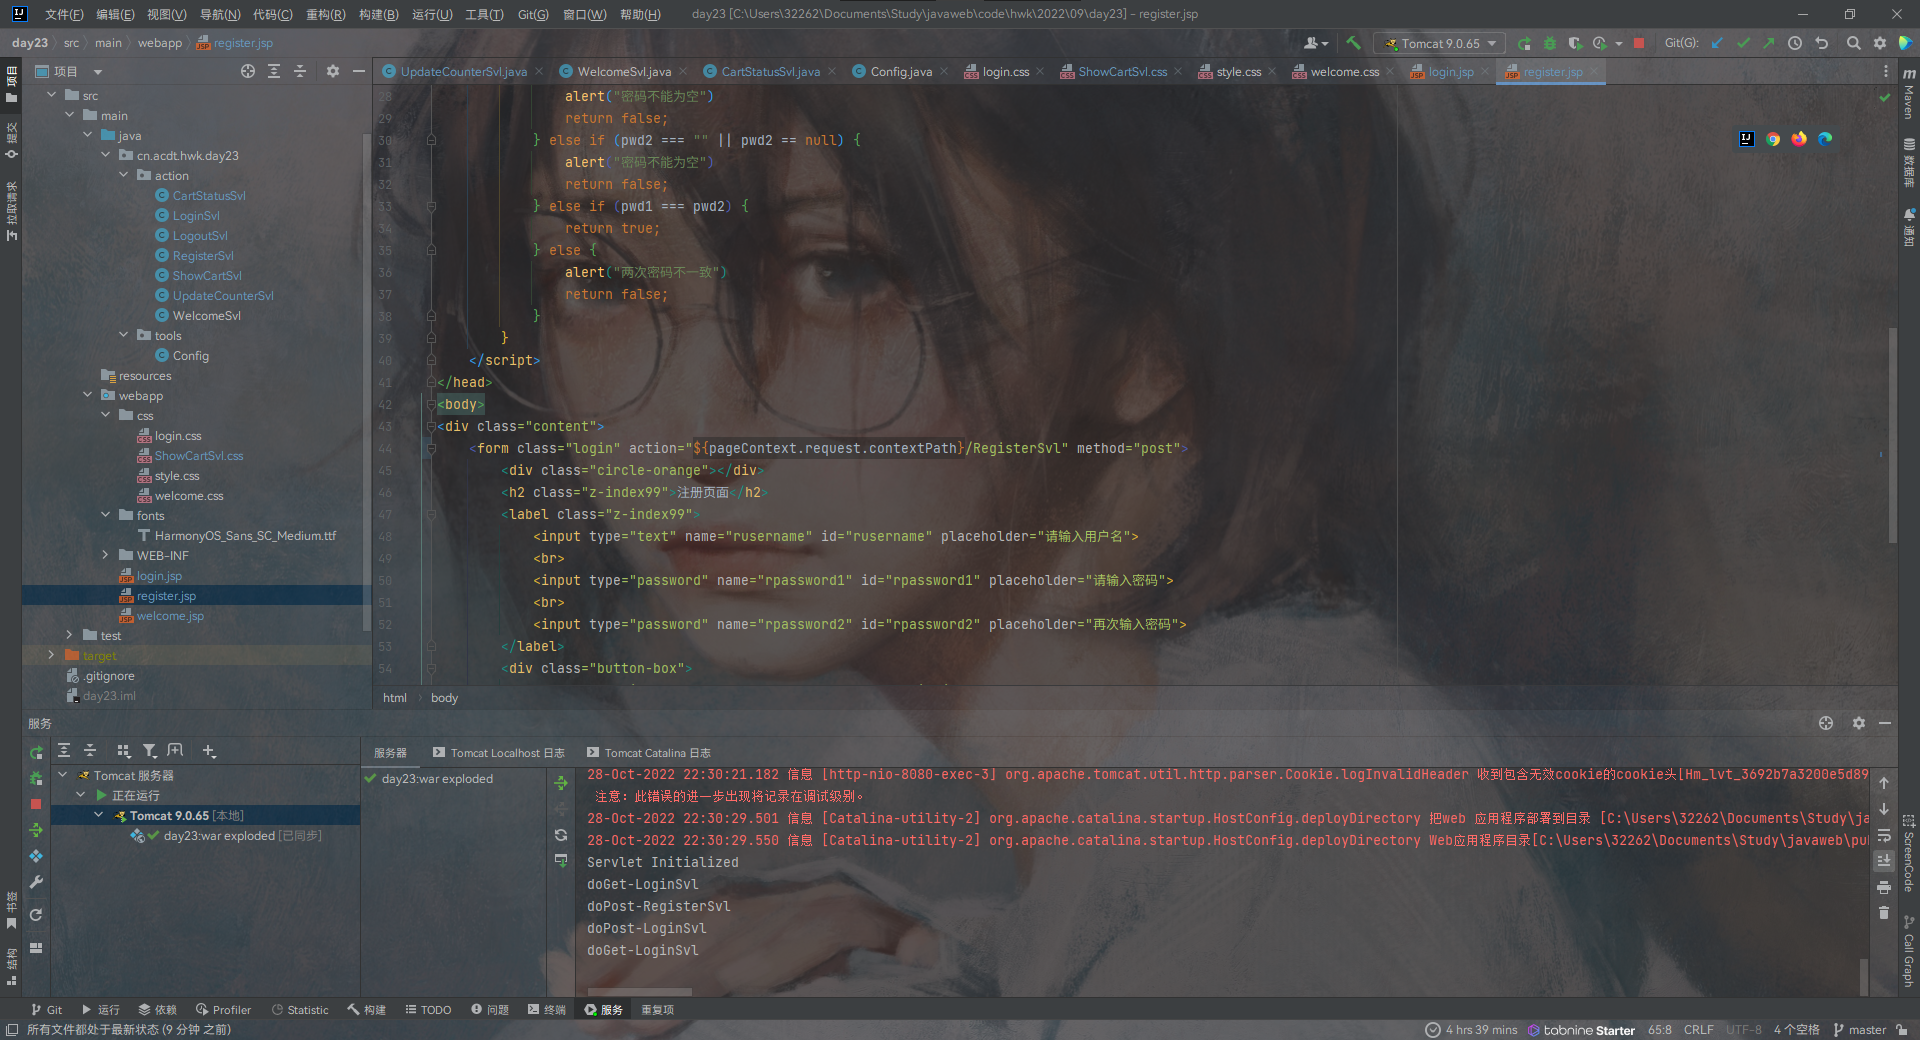 文件(F) 编辑(E) 视图(V) 导航(N) 代码(C) 重构(R) 构建(B) 运行(U) 工具(T) Git(G) 窗口(W) 帮助(H) day23 [C:\Users\32262\Documents\Study\javaweb\code\hwk\2022\09\day23] - register.jsp
day23 src main webapp register.jsp Tomcat 9.0.65 Git(G):
项目
UpdateCounterSvl.java WelcomeSvl.java CartStatusSvl.java Config.java login.css ShowCartSvl.css style.css welcome.css login.jsp register.jsp
项目
提交
拉取请求
书签
结构
src
main
java
cn.acdt.hwk.day23
action
CartStatusSvl
LoginSvl
LogoutSvl
RegisterSvl
ShowCartSvl
UpdateCounterSvl
WelcomeSvl
tools
Config
resources
webapp
css
login.css
ShowCartSvl.css
style.css
welcome.css
fonts
HarmonyOS_Sans_SC_Medium.ttf
WEB-INF
login.jsp
register.jsp
welcome.jsp
test
target
.gitignore
day23.iml
28 alert("密码不能为空")
29 return false;
30 } else if (pwd2 === "" || pwd2 == null) {
31 alert("密码不能为空")
32 return false;
33 } else if (pwd1 === pwd2) {
34 return true;
35 } else {
36 alert("两次密码不一致")
37 return false;
38 }
39 }
40 </script>
41 </head>
42 <body>
43 <div class="content">
44 <form class="login" action="${pageContext.request.contextPath}/RegisterSvl" method="post">
45 <div class="circle-orange"></div>
46 <h2 class="z-index99">注册页面</h2>
47 <label class="z-index99">
48 <input type="text" name="rusername" id="rusername" placeholder="请输入用户名">
49 <br>
50 <input type="password" name="rpassword1" id="rpassword1" placeholder="请输入密码">
51 <br>
52 <input type="password" name="rpassword2" id="rpassword2" placeholder="再次输入密码">
53 </label>
54 <div class="button-box">
html body
Maven
数据库
通知
ScreenCode
Call Graph
服务
服务器 Tomcat Localhost 日志 Tomcat Catalina 日志
Tomcat 服务器
正在运行
Tomcat 9.0.65 [本地]
day23:war exploded [已同步]
day23:war exploded
28-Oct-2022 22:30:21.182 信息 [http-nio-8080-exec-3] org.apache.tomcat.util.http.parser.Cookie.logInvalidHeader 收到包含无效cookie的cookie头[Hm_lvt_3692b7a3200e5d89
注意: 此错误的进一步出现将记录在调试级别。
28-Oct-2022 22:30:29.501 信息 [Catalina-utility-2] org.apache.catalina.startup.HostConfig.deployDirectory 把web 应用程序部署到目录 [C:\Users\32262\Documents\Study\ja
28-Oct-2022 22:30:29.550 信息 [Catalina-utility-2] org.apache.catalina.startup.HostConfig.deployDirectory Web应用程序目录[C:\Users\32262\Documents\Study\javaweb\pu
Servlet Initialized
doGet-LoginSvl
doPost-RegisterSvl
doPost-LoginSvl
doGet-LoginSvl
Git 运行 依赖 Profiler Statistic 构建 TODO 问题 终端 服务 重复项
所有文件都处于最新状态 (9 分钟 之前) 4 hrs 39 mins tabnine Starter 65:8 CRLF UTF-8 4 个空格 master